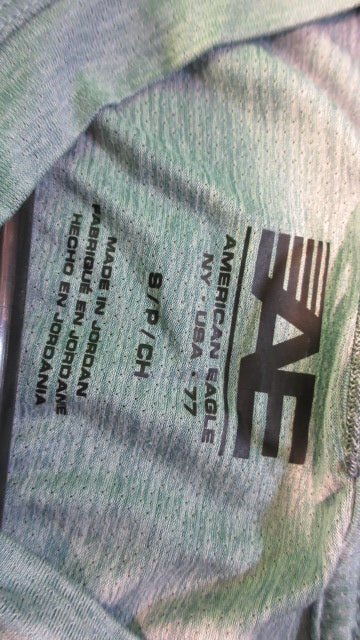 AE
AMERICAN EAGLE
NY · USA · 77
S/P/CH
MADE IN JORDAN
FABRIQUÉ EN JORDANIE
HECHO EN JORDANIA